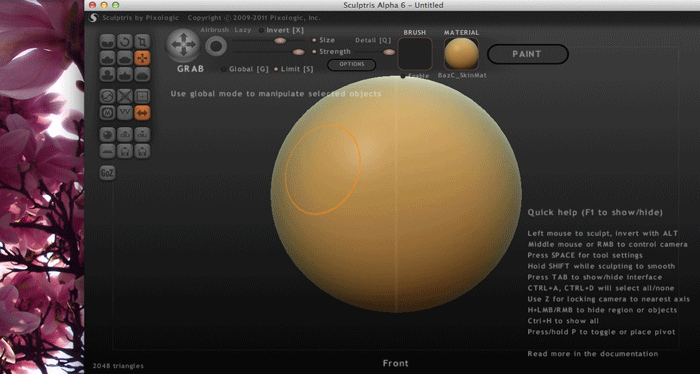 Sculptris Alpha 6 – Untitled
Sculptris by Pixologic Copyright © 2009-2011 Pixologic, Inc.
Airbrush Lazy Invert [X]
Size Detail [Q]
Strength
GRAB
Global [G] Limit [S]
OPTIONS
BRUSH
MATERIAL
PAINT
Enable
BazC_SkinMat
Use global mode to manipulate selected objects
GoZ
Quick help (F1 to show/hide)
Left mouse to sculpt, invert with ALT
Middle mouse or RMB to control camera
Press SPACE for tool settings
Hold SHIFT while sculpting to smooth
Press TAB to show/hide interface
CTRL+A, CTRL+D will select all/none
Use Z for locking camera to nearest axis
H+LMB/RMB to hide region or objects
Ctrl+H to show all
Press/hold P to toggle or place pivot
Read more in the documentation
2048 triangles
Front